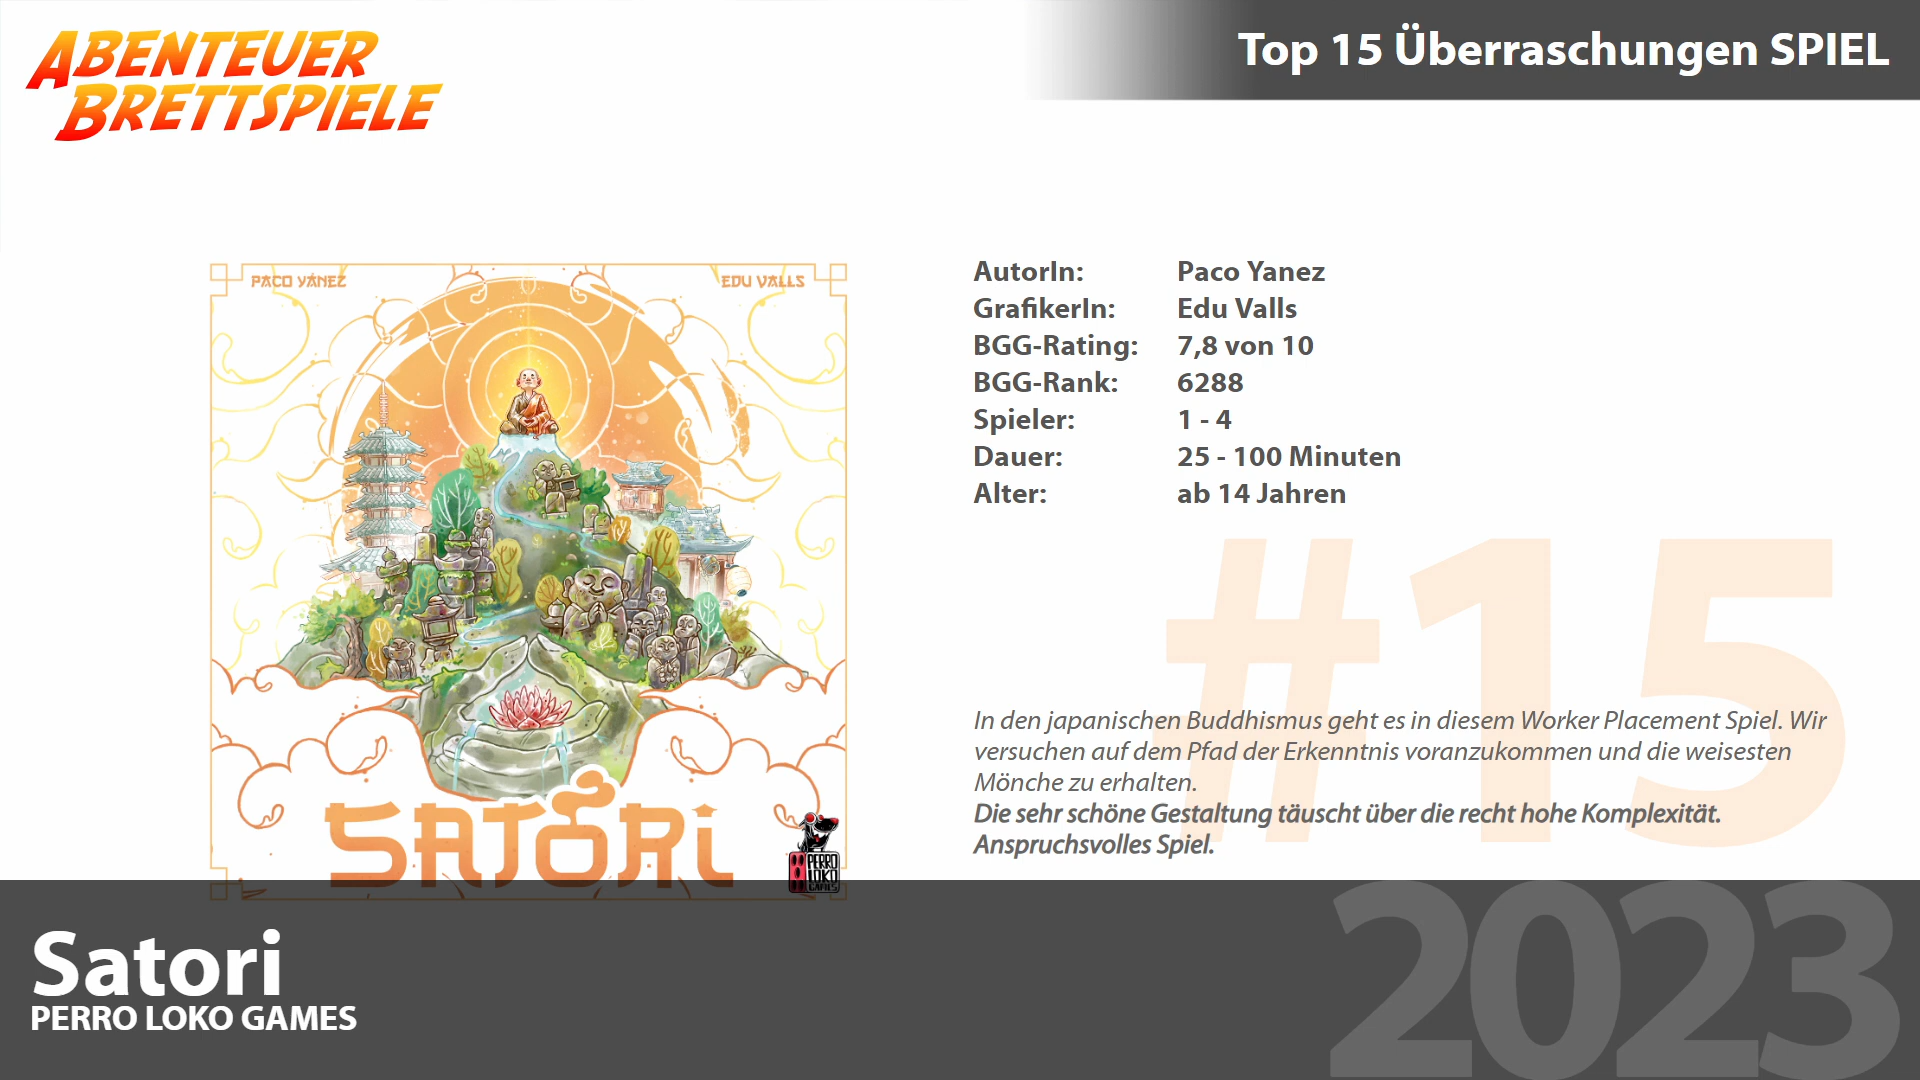 ABENTEUER
BRETTSPIELE
Top 15 Überraschungen SPIEL
PACO YÁNEZ
EDU VALLS
SATORI
PERRO
LOKO
GAMES
AutorIn: Paco Yanez
GrafikerIn: Edu Valls
BGG-Rating: 7,8 von 10
BGG-Rank: 6288
Spieler: 1 - 4
Dauer: 25 - 100 Minuten
Alter: ab 14 Jahren
#15
In den japanischen Buddhismus geht es in diesem Worker Placement Spiel. Wir
versuchen auf dem Pfad der Erkenntnis voranzukommen und die weisesten
Mönche zu erhalten.
Die sehr schöne Gestaltung täuscht über die recht hohe Komplexität.
Anspruchsvolles Spiel.
Satori
PERRO LOKO GAMES
2023